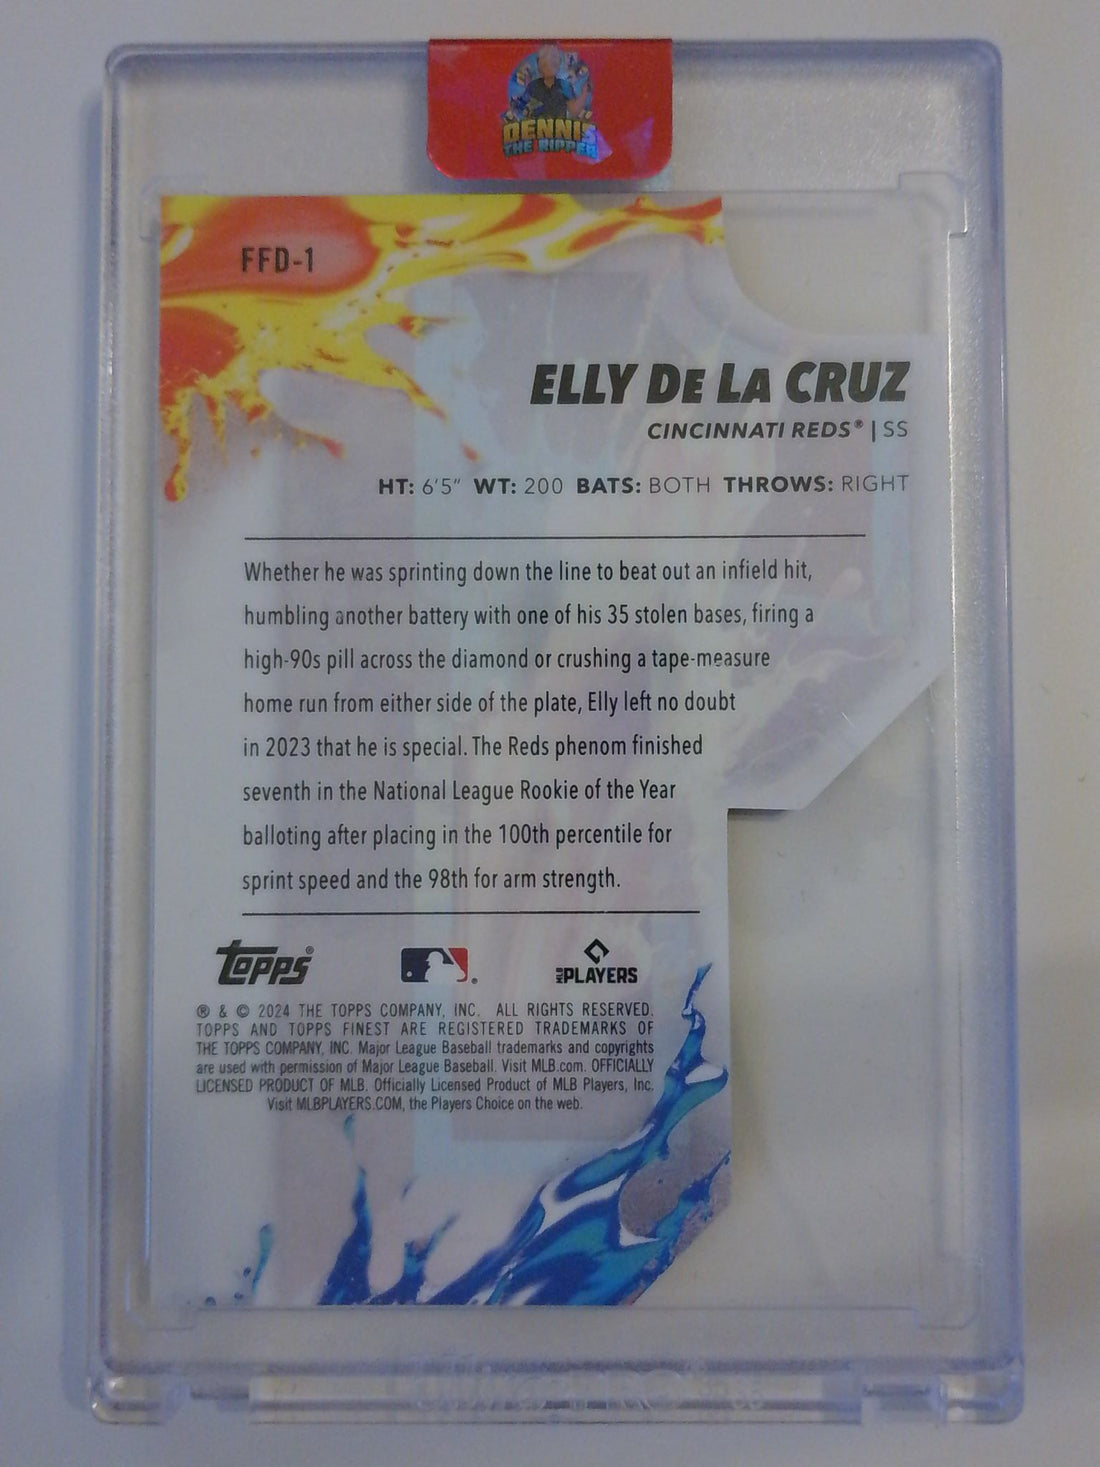 DENNIS
THE RIPPER
FFD-1
ELLY DE LA CRUZ
CINCINNATI REDS® | SS
HT: 6'5" WT: 200 BATS: BOTH THROWS: RIGHT
Whether he was sprinting down the line to beat out an infield hit,
humbling another battery with one of his 35 stolen bases, firing a
high-90s pill across the diamond or crushing a tape-measure
home run from either side of the plate, Elly left no doubt
in 2023 that he is special. The Reds phenom finished
seventh in the National League Rookie of the Year
balloting after placing in the 100th percentile for
sprint speed and the 98th for arm strength.
topps®
MLB PLAYERS
® & © 2024 THE TOPPS COMPANY, INC. ALL RIGHTS RESERVED.
TOPPS AND TOPPS FINEST ARE REGISTERED TRADEMARKS OF
THE TOPPS COMPANY, INC. Major League Baseball trademarks and copyrights
are used with permission of Major League Baseball. Visit MLB.com. OFFICIALLY
LICENSED PRODUCT OF MLB. Officially Licensed Product of MLB Players, Inc.
Visit MLBPLAYERS.COM, the Players Choice on the web.